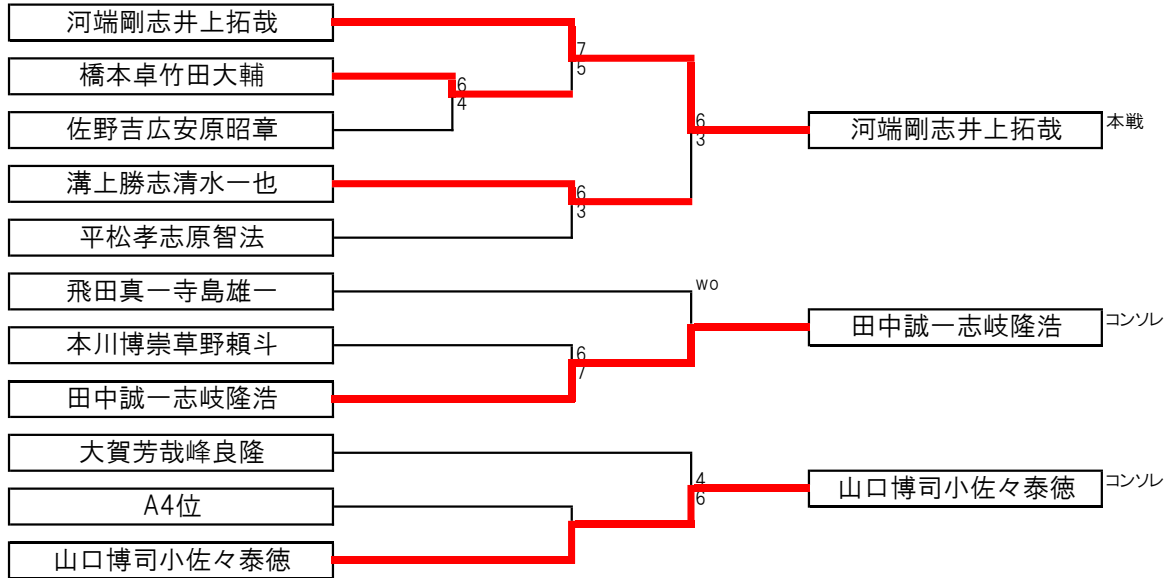 河端剛志井上拓哉
7
5
橋本卓竹田大輔
6
4
佐野吉広安原昭章
6
3
河端剛志井上拓哉
本戦
溝上勝志清水一也
6
3
平松孝志原智法
飛田真一寺島雄一
wo
田中誠一志岐隆浩
コンソレ
本川博崇草野頼斗
6
7
田中誠一志岐隆浩
大賀芳哉峰良隆
4
6
山口博司小佐々泰徳
コンソレ
A4位
山口博司小佐々泰徳